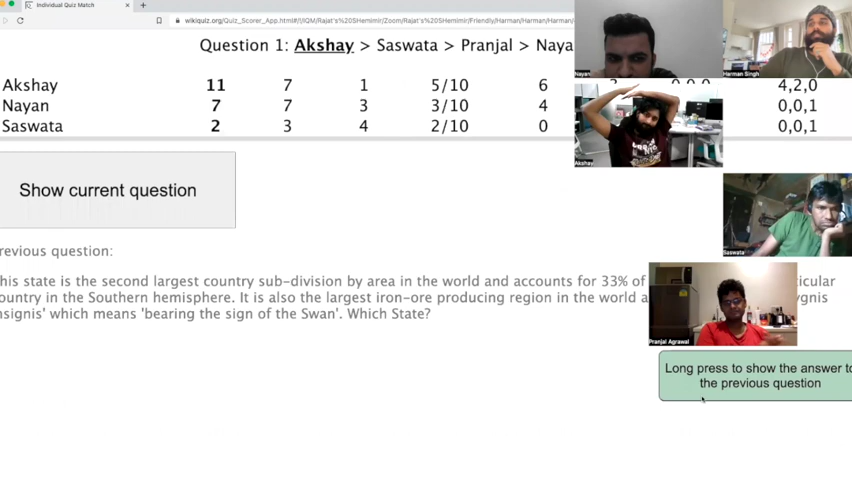 Individual Quiz Match
wikiquiz.org/Quiz_Scorer_App.html#/I/IQM/Rajat's%20SHemimir/Zoom/Rajat's%20SHemimir/Friendly/Harman/Harman/Harman/
Question 1: Akshay > Saswata > Pranjal > Naya
Akshay 11 7 1 5/10 6 4,2,0
Nayan 7 7 3 3/10 4 0,0,1
Saswata 2 3 4 2/10 0 0,0,1
Nayan
Harman Singh
Akshay
Saswata
Pranjal Agrawal
Show current question
revious question:
his state is the second largest country sub-division by area in the world and accounts for 33% of icular
ountry in the Southern hemisphere. It is also the largest iron-ore producing region in the world a ygnis
nsignis' which means 'bearing the sign of the Swan'. Which State?
Long press to show the answer to
the previous question